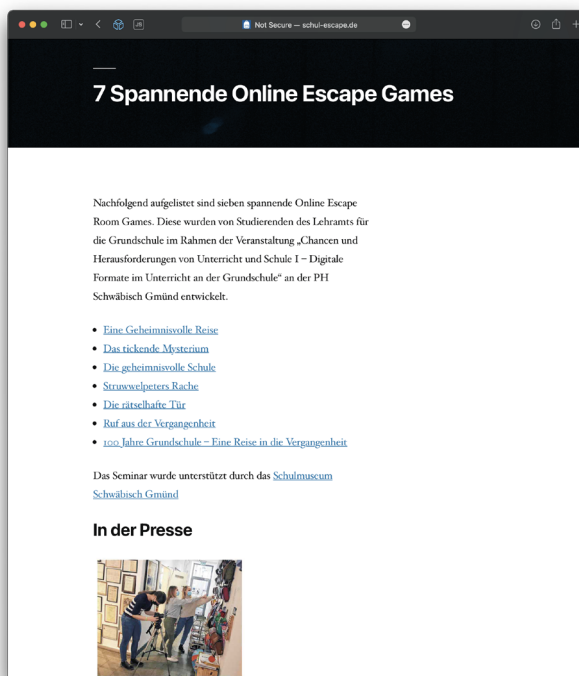 Not Secure — schul-escape.de
7 Spannende Online Escape Games
Nachfolgend aufgelistet sind sieben spannende Online Escape
Room Games. Diese wurden von Studierenden des Lehramts für
die Grundschule im Rahmen der Veranstaltung „Chancen und
Herausforderungen von Unterricht und Schule I – Digitale
Formate im Unterricht an der Grundschule“ an der PH
Schwäbisch Gmünd entwickelt.
Eine Geheimnisvolle Reise
Das tickende Mysterium
Die geheimnisvolle Schule
Struwwelpeters Rache
Die rätselhafte Tür
Ruf aus der Vergangenheit
100 Jahre Grundschule – Eine Reise in die Vergangenheit
Das Seminar wurde unterstützt durch das Schulmuseum
Schwäbisch Gmünd
In der Presse